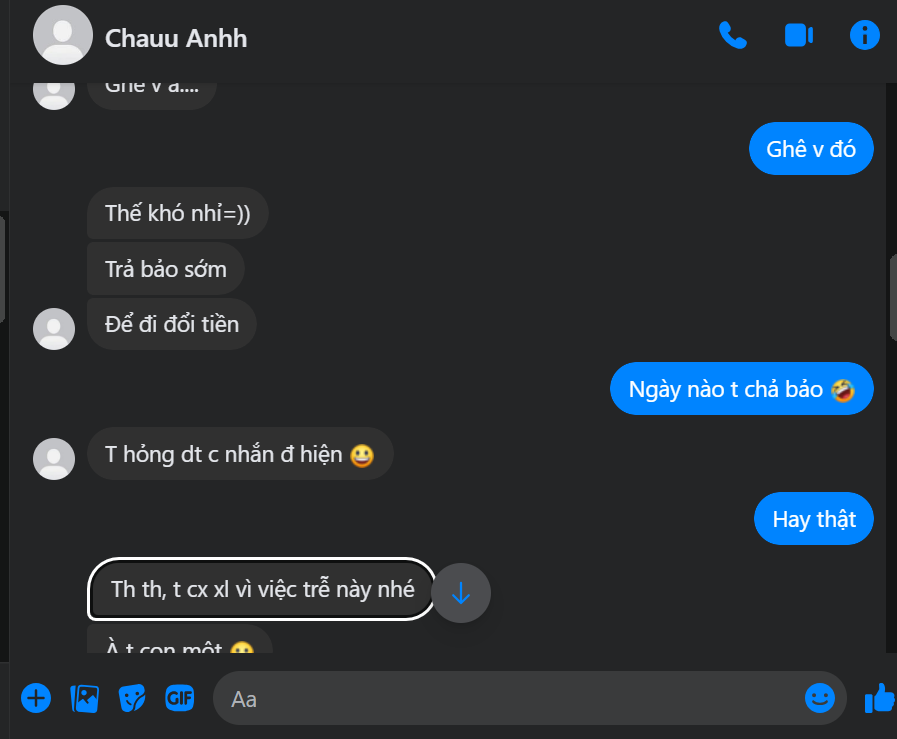 Chauu Anhh
Ghê v á....
Ghê v đó
Thế khó nhỉ=))
Trả bảo sớm
Để đi đổi tiền
Ngày nào t chả bảo 🤣
T hỏng dt c nhắn đ hiện 😃
Hay thật
Th th, t cx xl vì việc trễ này nhé
À t con một 😃
GIF
Aa